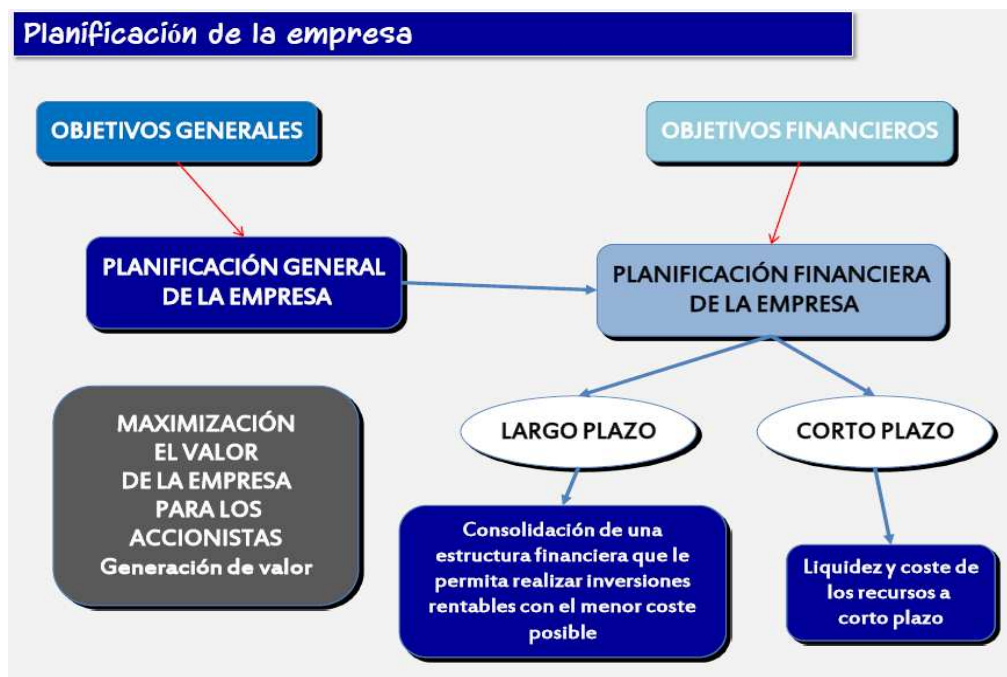 Planificación de la empresa
OBJETIVOS GENERALES
OBJETIVOS FINANCIEROS
PLANIFICACIÓN GENERAL
DE LA EMPRESA
PLANIFICACIÓN FINANCIERA
DE LA EMPRESA
MAXIMIZACIÓN
EL VALOR
DE LA EMPRESA
PARA LOS
ACCIONISTAS
Generación de valor
LARGO PLAZO
CORTO PLAZO
Consolidación de una
estructura financiera que le
permita realizar inversiones
rentables con el menor coste
posible
Liquidez y coste de
los recursos a
corto plazo